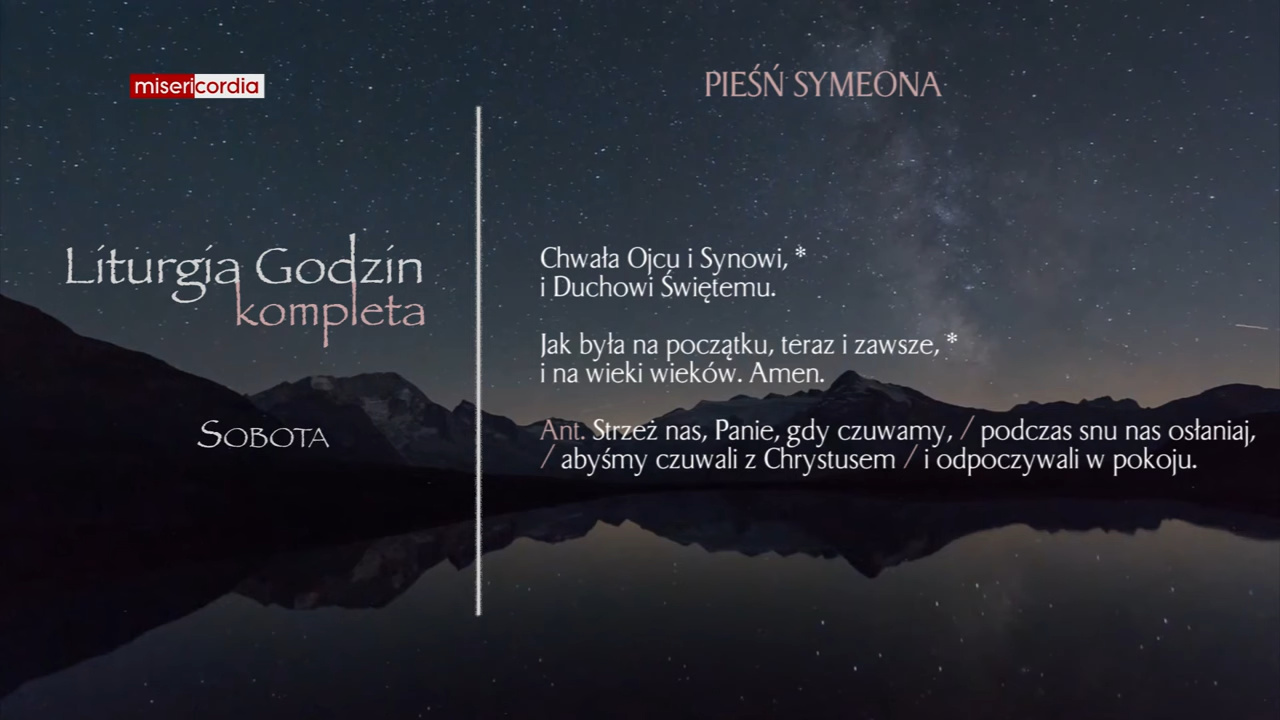 misericordia
PIEŚŃ SYMEONA
Liturgia Godzin
kompleta
SOBOTA
Chwała Ojcu i Synowi, *
i Duchowi Świętemu.
Jak była na początku, teraz i zawsze, *
i na wieki wieków. Amen.
Ant. Strzeż nas, Panie, gdy czuwamy, / podczas snu nas osłaniaj,
/ abyśmy czuwali z Chrystusem / i odpoczywali w pokoju.